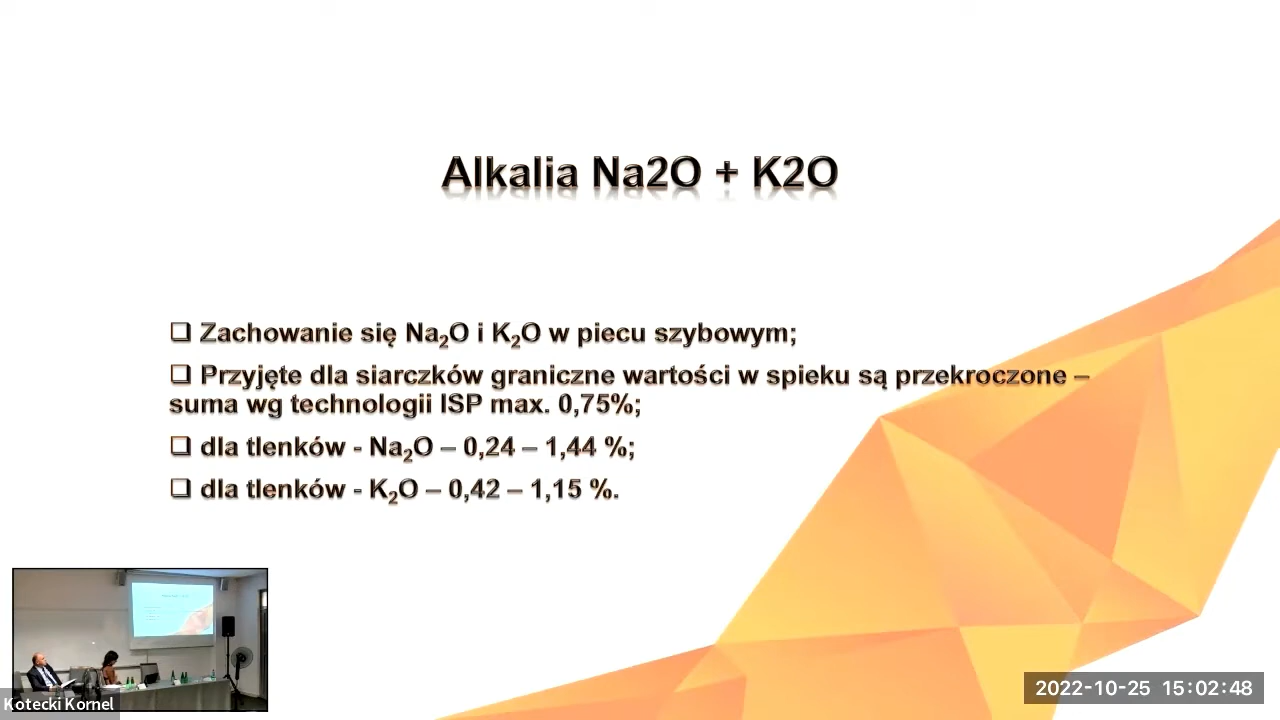 Alkalia Na2O + K2O
❑ Zachowanie się Na₂O i K₂O w piecu szybowym;
❑ Przyjęte dla siarczków graniczne wartości w spieku są przekroczone –
suma wg technologii ISP max. 0,75%;
❑ dla tlenków - Na₂O – 0,24 – 1,44 %;
❑ dla tlenków - K₂O – 0,42 – 1,15 %.
Kotecki Kornel
2022-10-25 15:02:48